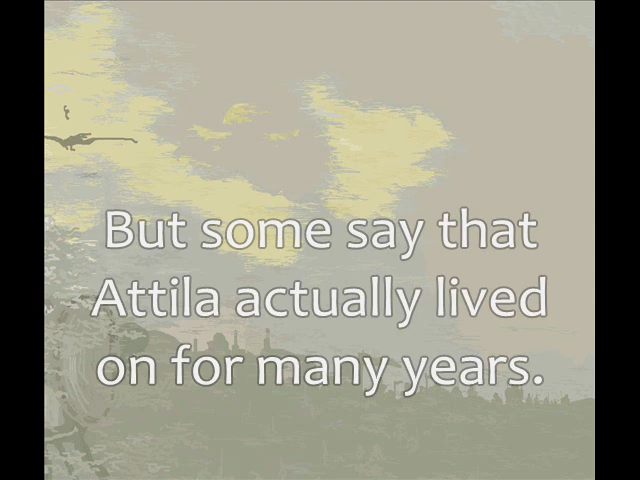 But some say that
Attila actually lived
on for many years.